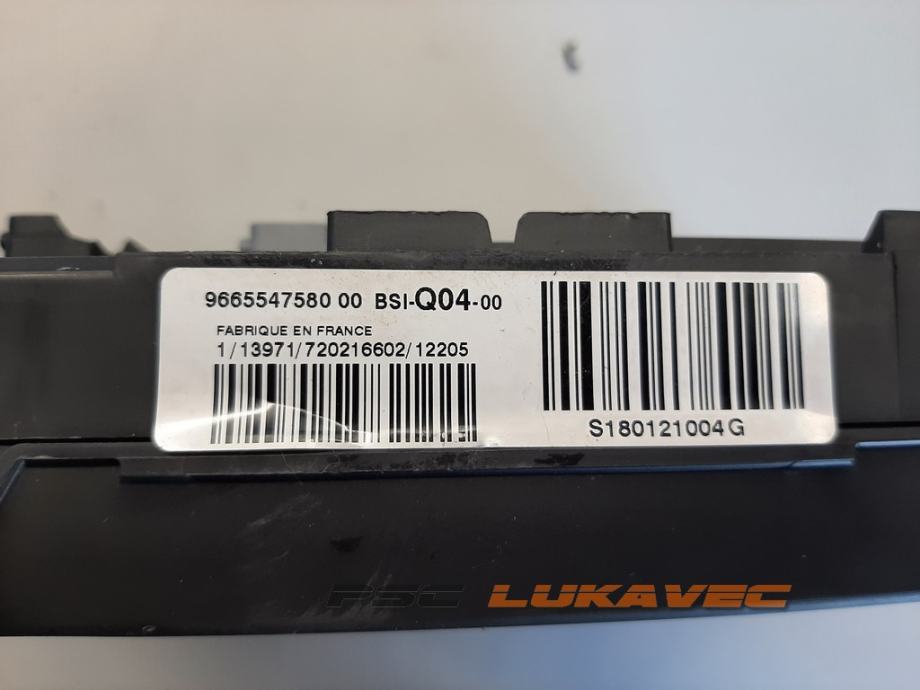 9665547580 00 BSI-Q04-00
FABRIQUE EN FRANCE
1/13971/720216602/12205
S180121004G
PSC LUKAVEC